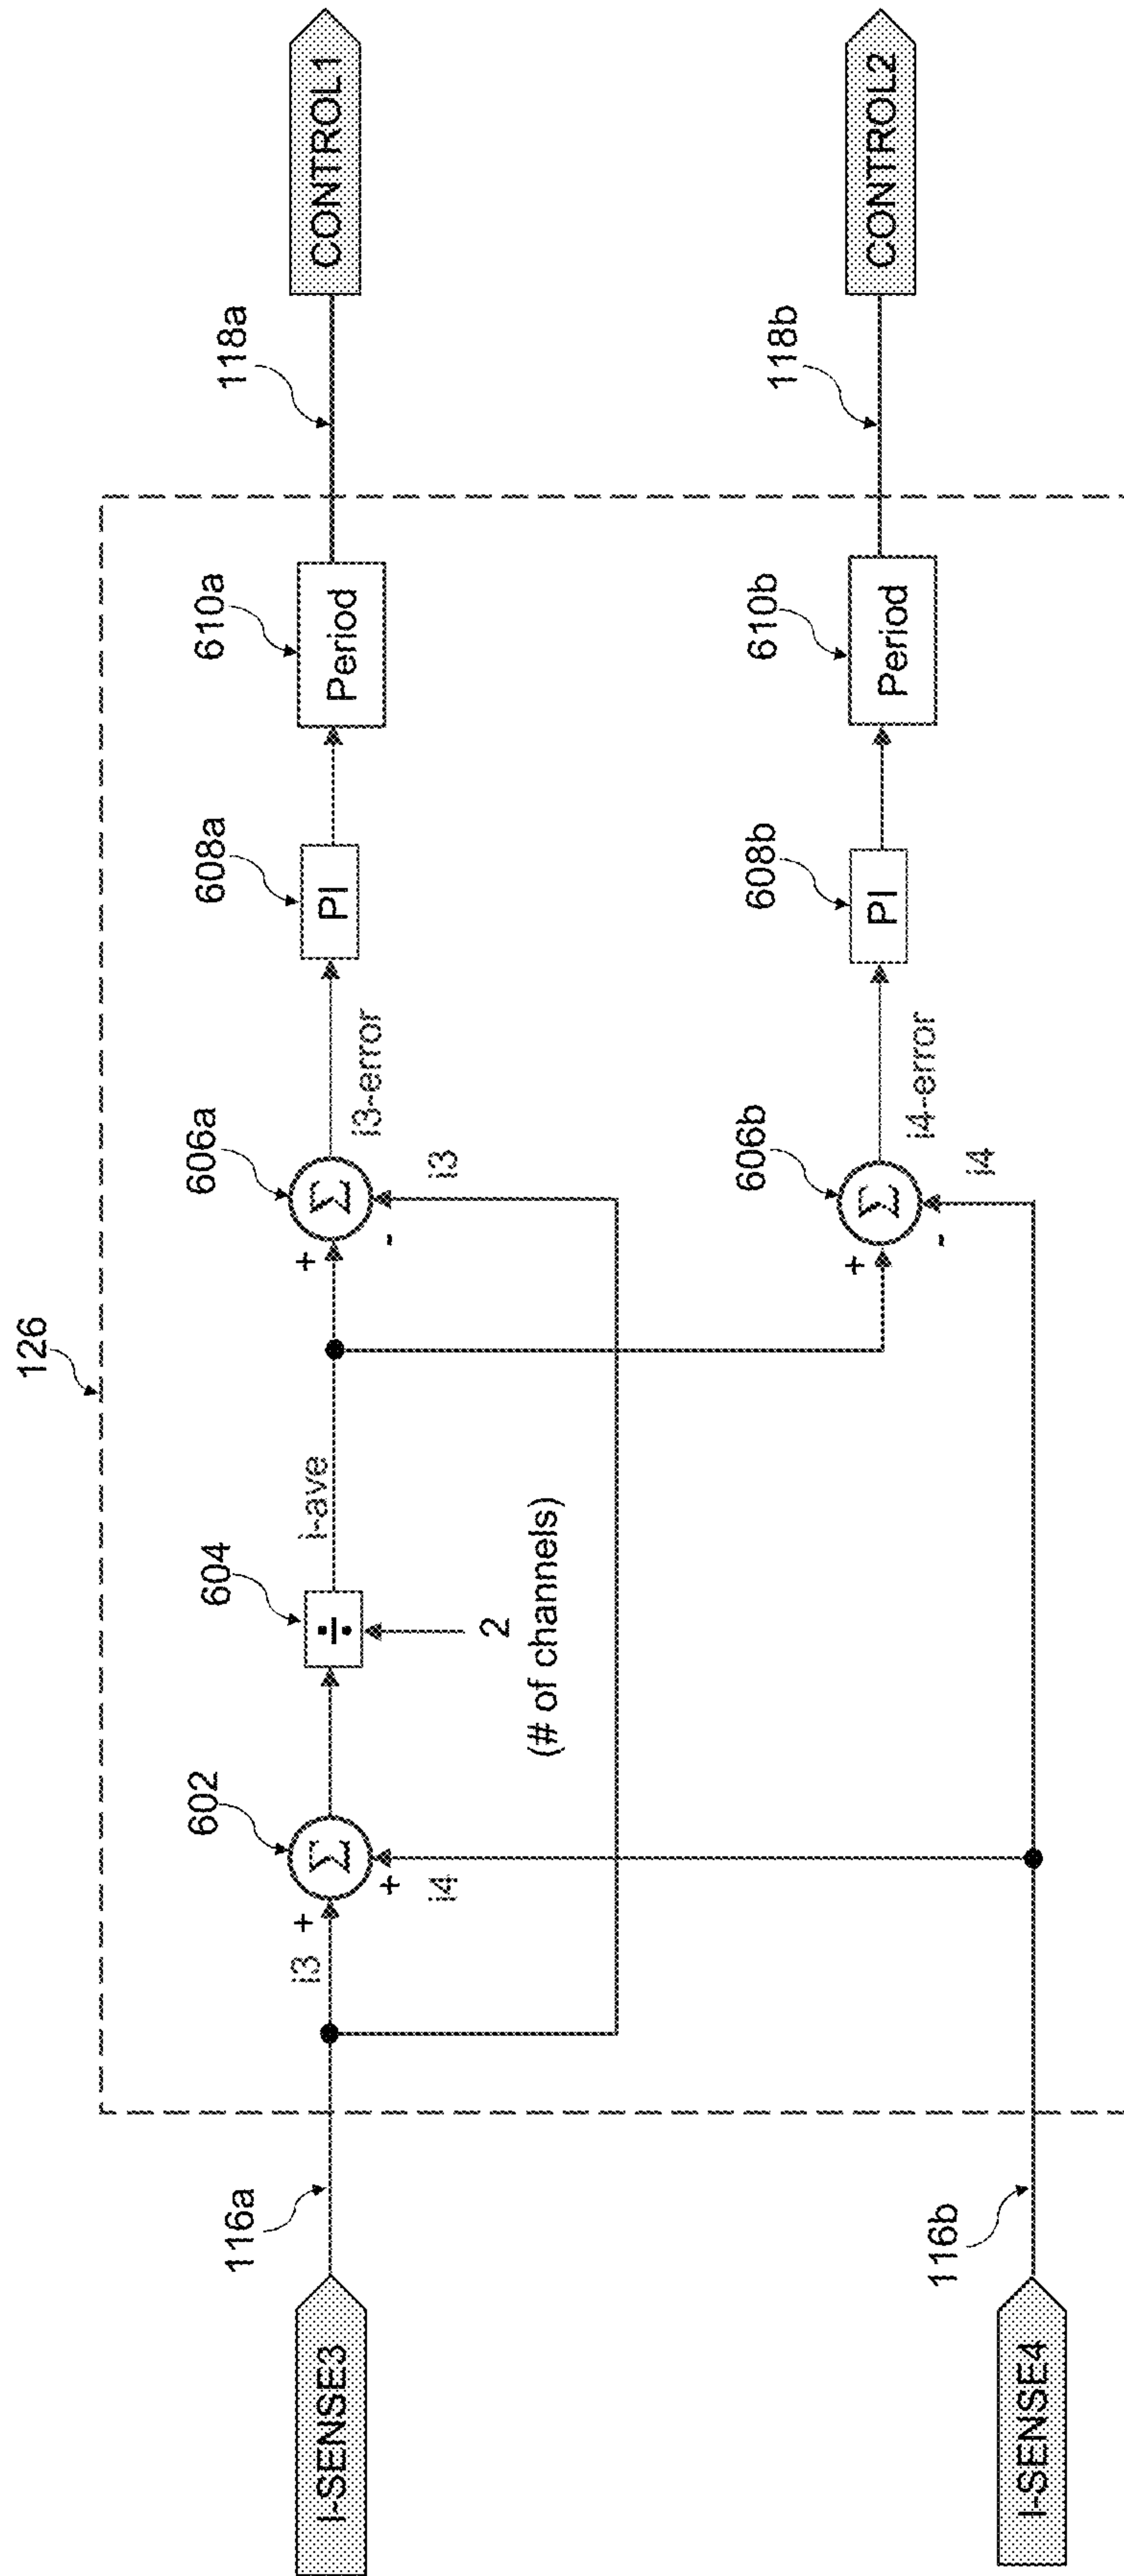 126
I-SENSE3
116a
i3
+
602
Σ
+
i4
604
÷
2
(# of channels)
i-ave
+
606a
Σ
-
i3
i3-error
608a
PI
610a
Period
118a
CONTROL1
I-SENSE4
116b
+
606b
Σ
-
i4
i4-error
608b
PI
610b
Period
118b
CONTROL2